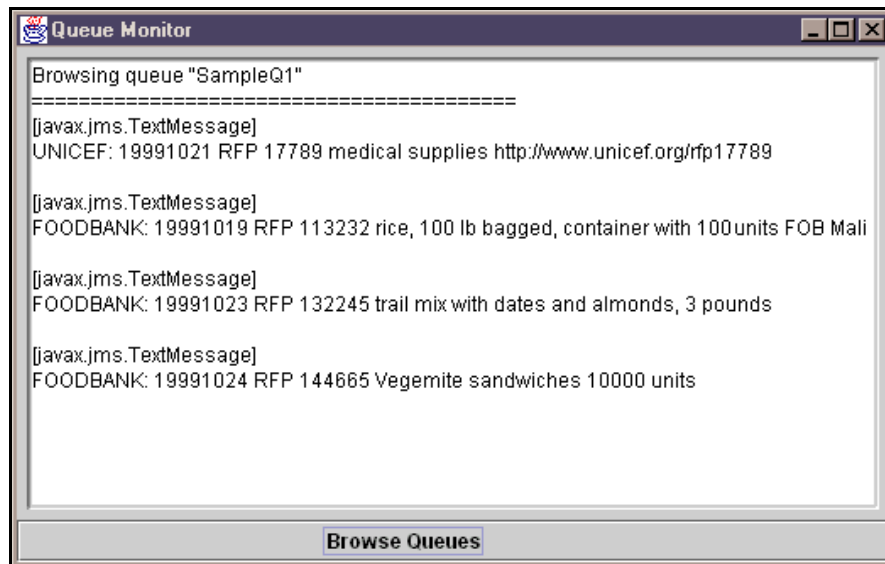 Queue Monitor
Browsing queue "SampleQ1"
=========================================
[javax.jms.TextMessage]
UNICEF: 19991021 RFP 17789 medical supplies http://www.unicef.org/rfp17789
[javax.jms.TextMessage]
FOODBANK: 19991019 RFP 113232 rice, 100 lb bagged, container with 100units FOB Mali
[javax.jms.TextMessage]
FOODBANK: 19991023 RFP 132245 trail mix with dates and almonds, 3 pounds
[javax.jms.TextMessage]
FOODBANK: 19991024 RFP 144665 Vegemite sandwiches 10000 units
Browse Queues